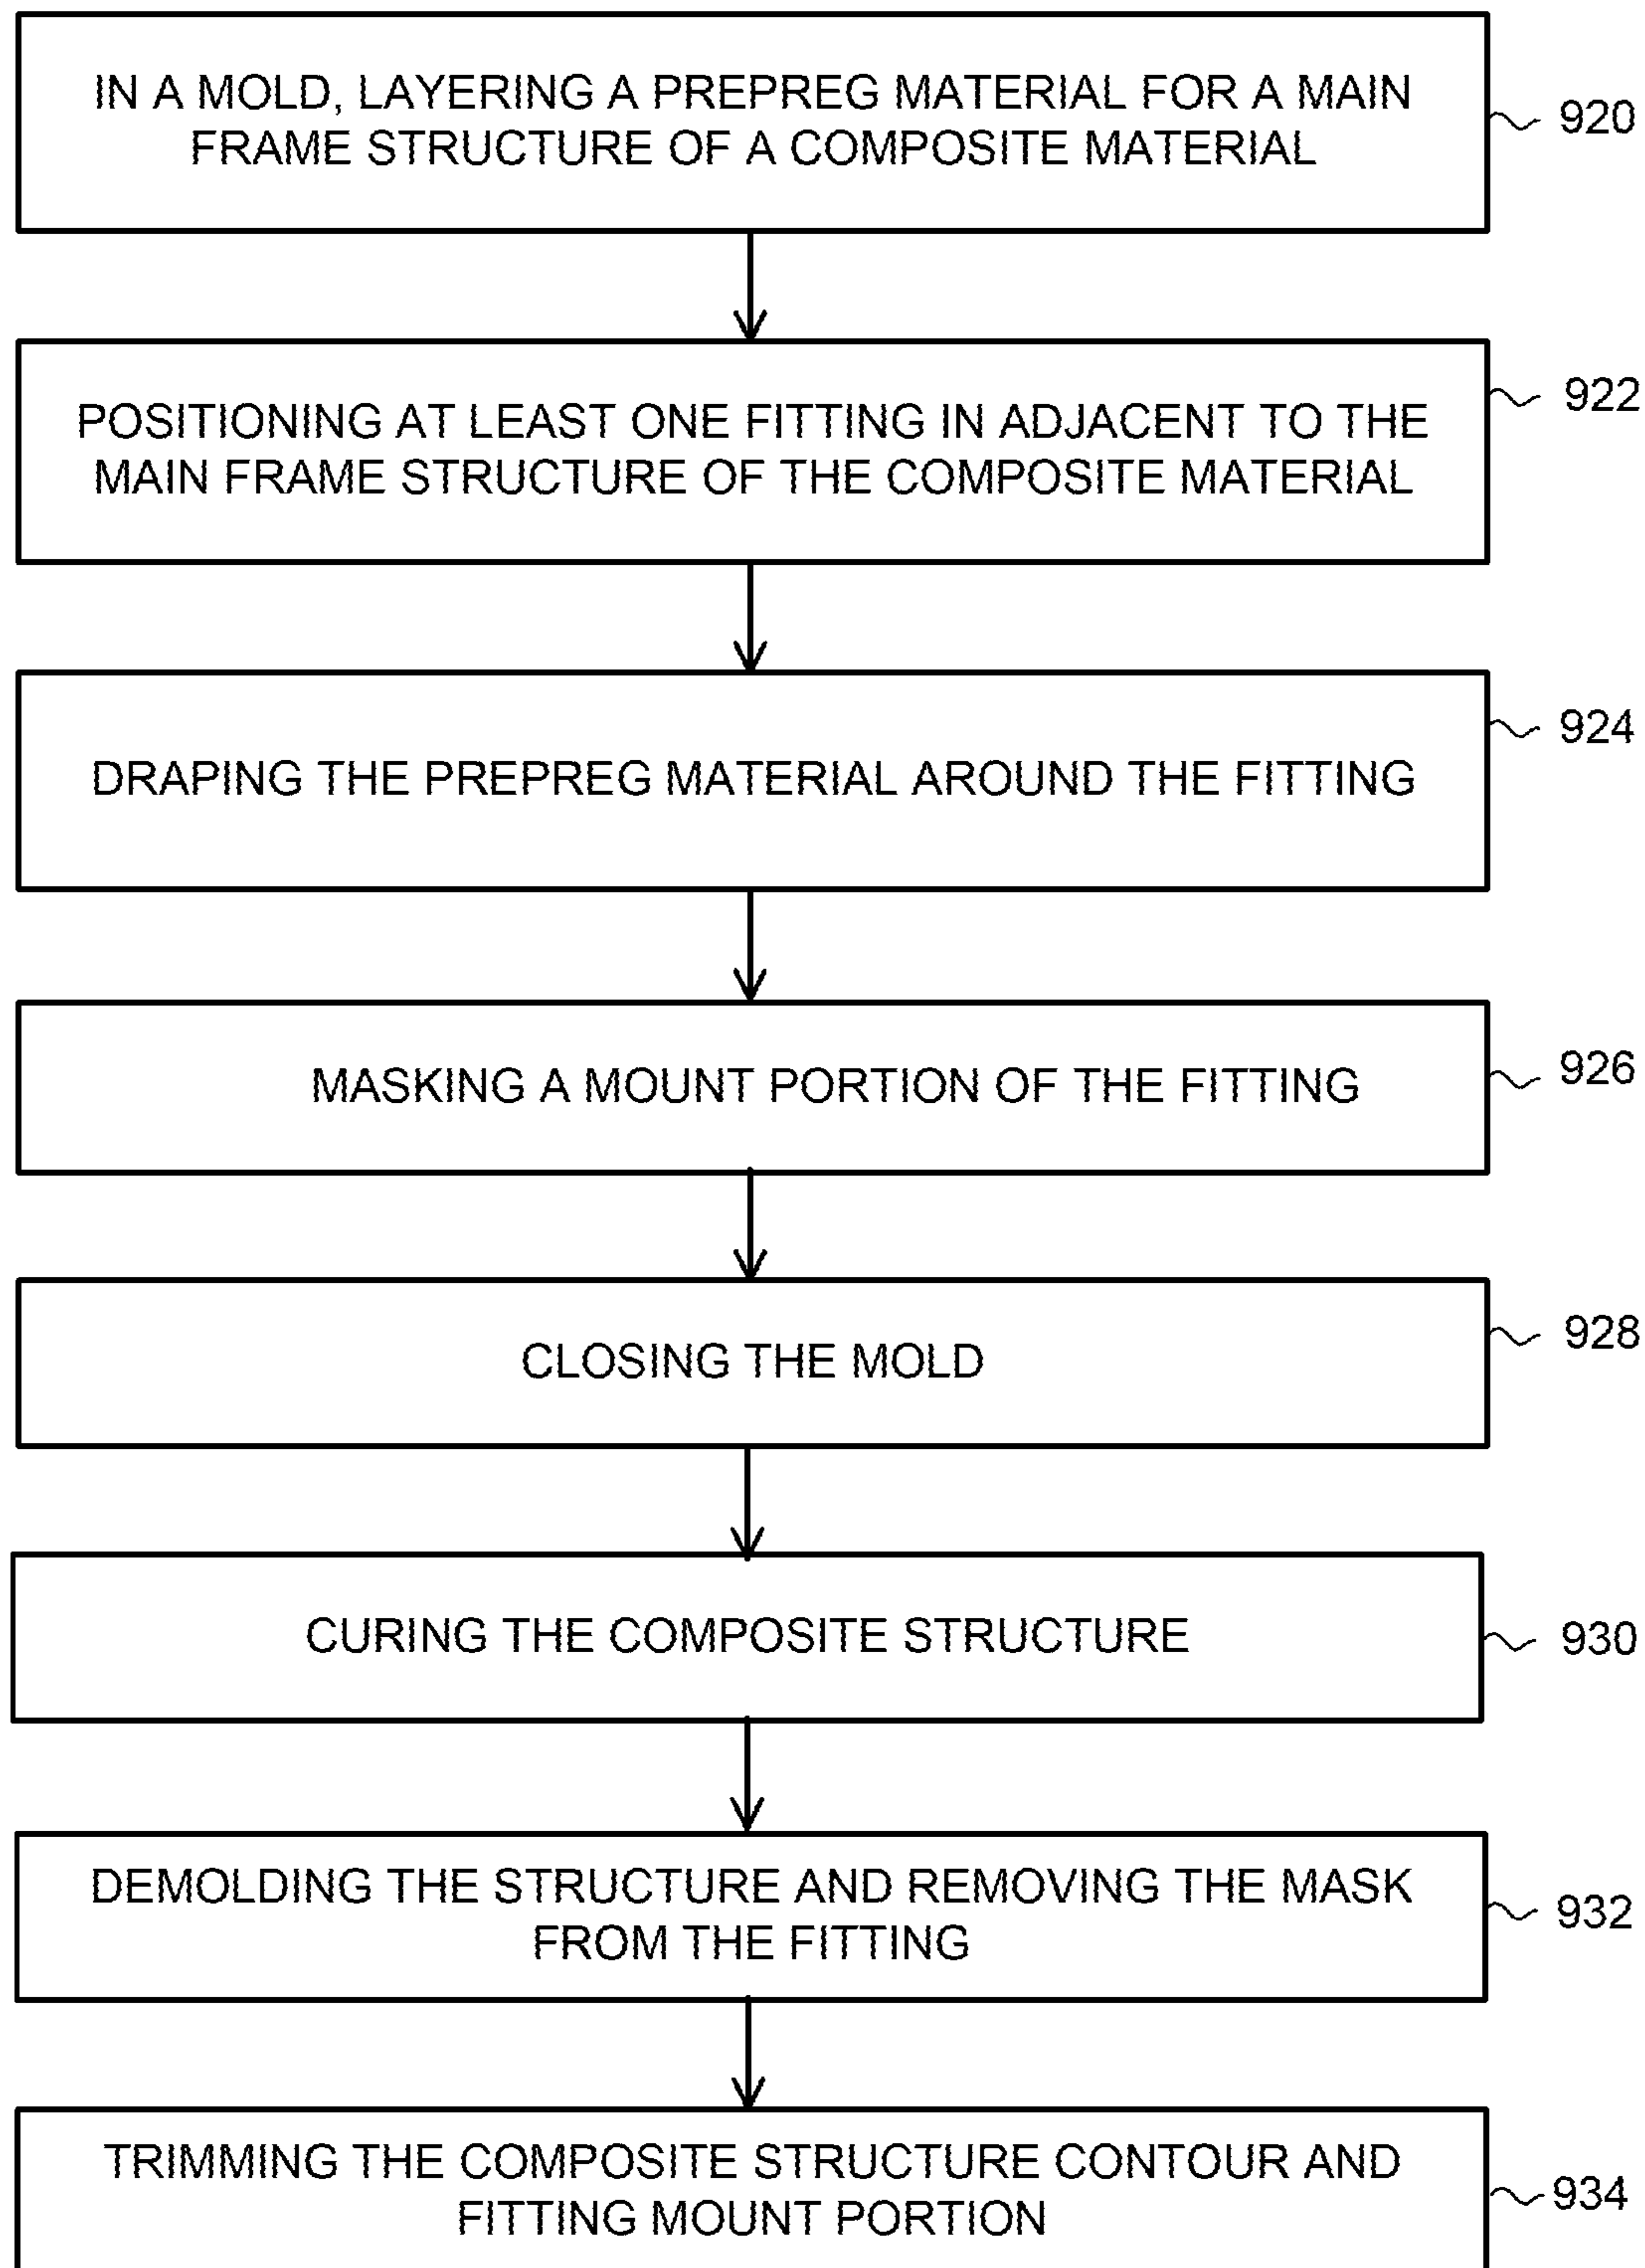 IN A MOLD, LAYERING A PREPREG MATERIAL FOR A MAIN
FRAME STRUCTURE OF A COMPOSITE MATERIAL
920
POSITIONING AT LEAST ONE FITTING IN ADJACENT TO THE
MAIN FRAME STRUCTURE OF THE COMPOSITE MATERIAL
922
DRAPING THE PREPREG MATERIAL AROUND THE FITTING
924
MASKING A MOUNT PORTION OF THE FITTING
926
CLOSING THE MOLD
928
CURING THE COMPOSITE STRUCTURE
930
DEMOLDING THE STRUCTURE AND REMOVING THE MASK
FROM THE FITTING
932
TRIMMING THE COMPOSITE STRUCTURE CONTOUR AND
FITTING MOUNT PORTION
934